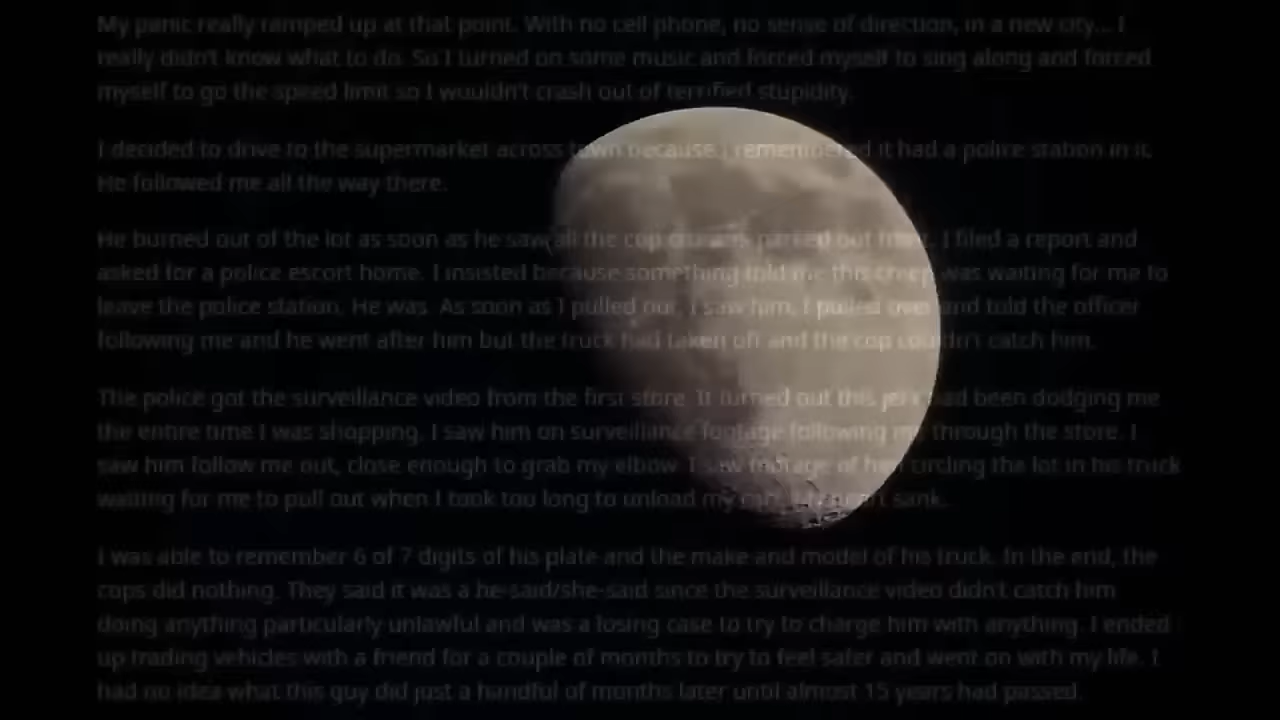 My panic really ramped up at that point. With no cell phone, no sense of direction, in a new city... I
really didn't know what to do. So I turned on some music and forced myself to sing along and forced
myself to go the speed limit so I wouldn't crash out of terrified stupidity.
I decided to drive to the supermarket across town because I remembered it had a police station in it.
He followed me all the way there.
He burned out of the lot as soon as he saw all the cop cruisers parked out front. I filed a report and
asked for a police escort home. I insisted because something told me this creep was waiting for me to
leave the police station. He was. As soon as I pulled out, I saw him. I pulled over and told the officer
following me and he went after him but the truck had taken off and the cop couldn't catch him.
The police got the surveillance video from the first store. It turned out this jerk had been dodging me
the entire time I was shopping. I saw him on surveillance footage following me through the store. I
saw him follow me out, close enough to grab my elbow. I saw footage of him circling the lot in his truck
waiting for me to pull out when I took too long to unload my cart. My heart sank.
I was able to remember 6 of 7 digits of his plate and the make and model of his truck. In the end, the
cops did nothing. They said it was a he-said/she-said since the surveillance video didn't catch him
doing anything particularly unlawful and was a losing case to try to charge him with anything. I ended
up trading vehicles with a friend for a couple of months to try to feel safer and went on with my life. I
had no idea what this guy did just a handful of months later until almost 15 years had passed.